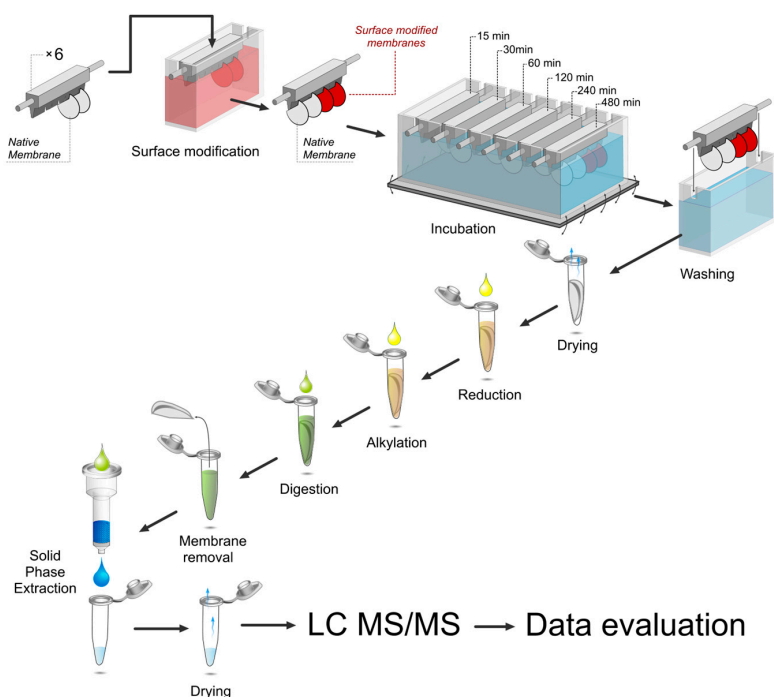 × 6
Native
Membrane
Surface modification
Surface modified
membranes
Native
Membrane
15 min
30min
60 min
120 min
240 min
480 min
Incubation
Washing
Drying
Reduction
Alkylation
Digestion
Membrane
removal
Solid
Phase
Extraction
Drying
LC MS/MS
Data evaluation